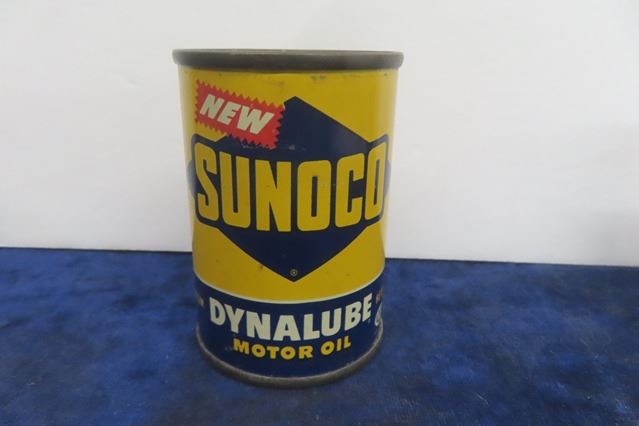 NEW
SUNOCO
®
DYNALUBE
MOTOR OIL